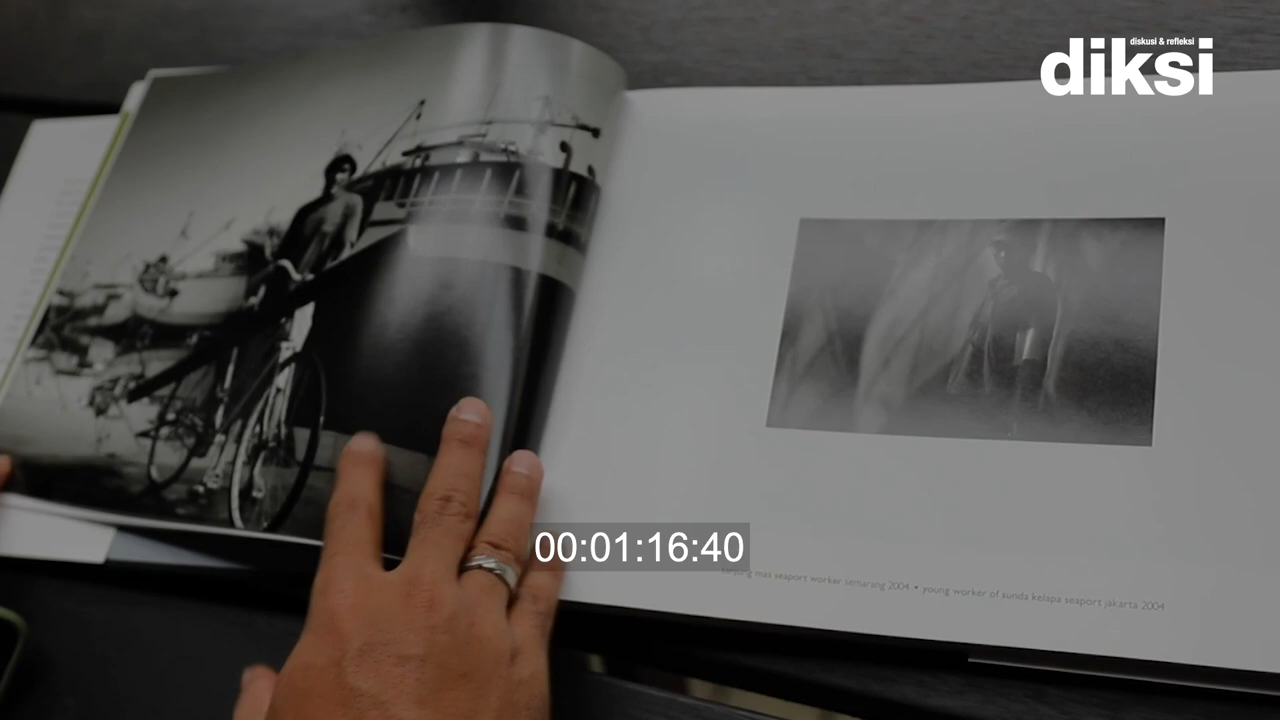 diskusi & refleksi
diksi
00:01:16:40
mas seaport worker semarang 2004 • young worker of sunda kelapa seaport jakarta 2004